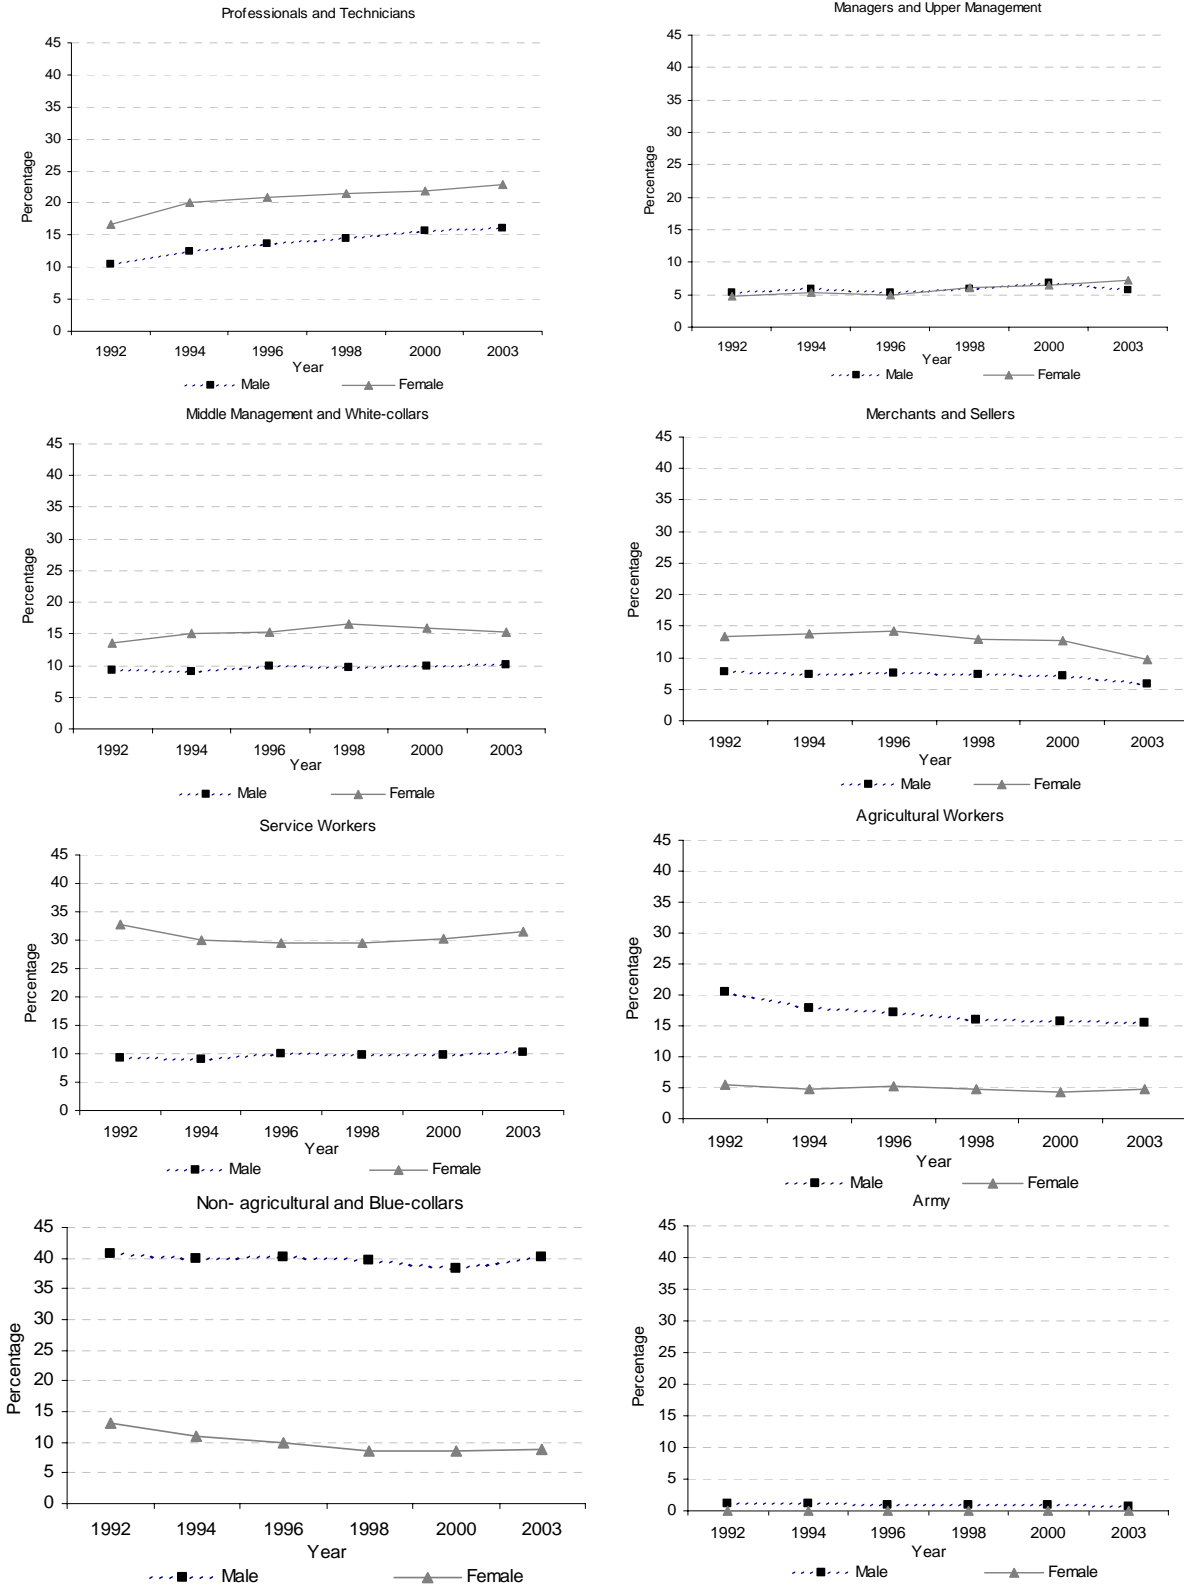 Professionals and Technicians
45
40
35
30
25
20
15
10
5
0
Percentage
1992 1994 1996 1998 2000 2003
Year
Male Female
Managers and Upper Management
45
40
35
30
25
20
15
10
5
0
Percentage
1992 1994 1996 1998 2000 2003
Year
Male Female
Middle Management and White-collars
45
40
35
30
25
20
15
10
5
0
Percentage
1992 1994 1996 1998 2000 2003
Year
Male Female
Merchants and Sellers
45
40
35
30
25
20
15
10
5
0
Percentage
1992 1994 1996 1998 2000 2003
Year
Male Female
Service Workers
45
40
35
30
25
20
15
10
5
0
Percentage
1992 1994 1996 1998 2000 2003
Year
Male Female
Agricultural Workers
45
40
35
30
25
20
15
10
5
0
Percentage
1992 1994 1996 1998 2000 2003
Year
Male Female
Non- agricultural and Blue-collars
45
40
35
30
25
20
15
10
5
0
Percentage
1992 1994 1996 1998 2000 2003
Year
Male Female
Army
45
40
35
30
25
20
15
10
5
0
Percentage
1992 1994 1996 1998 2000 2003
Year
Male Female